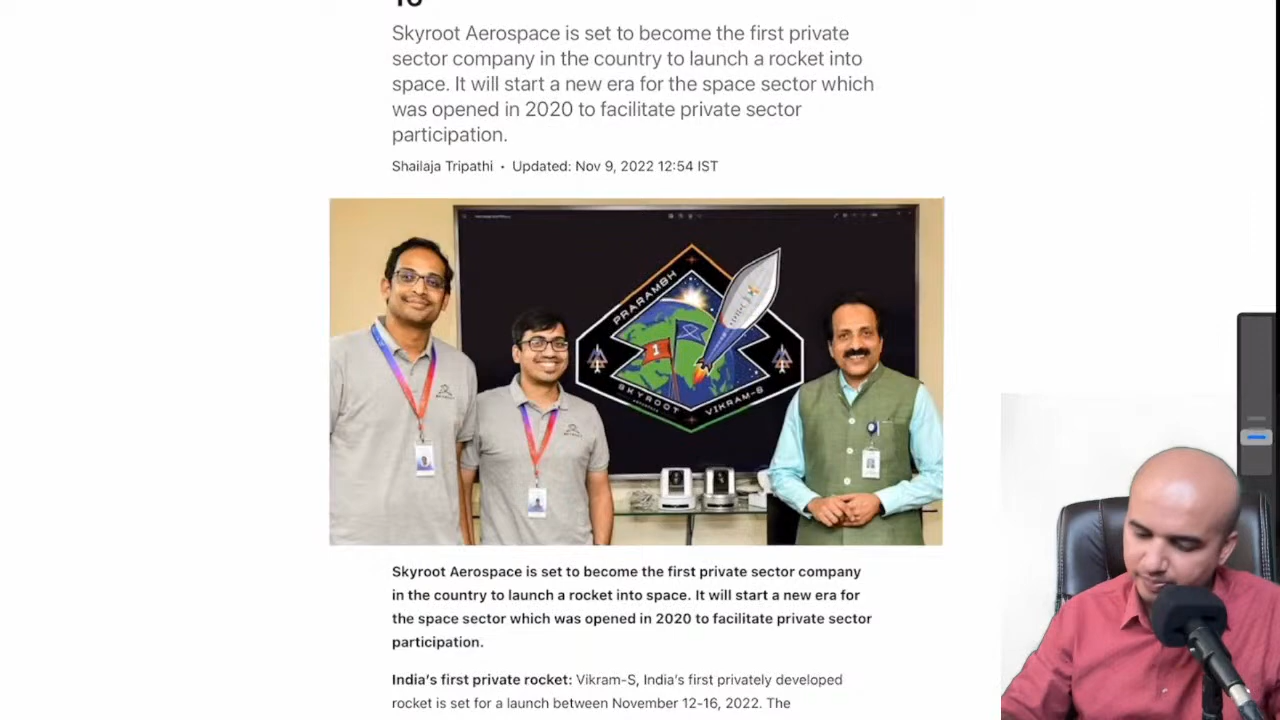 Skyroot Aerospace is set to become the first private
sector company in the country to launch a rocket into
space. It will start a new era for the space sector which
was opened in 2020 to facilitate private sector
participation.
Shailaja Tripathi • Updated: Nov 9, 2022 12:54 IST
PRARAMBH
1
SKYROOT
VIKRAM-S
Skyroot Aerospace is set to become the first private sector company
in the country to launch a rocket into space. It will start a new era for
the space sector which was opened in 2020 to facilitate private sector
participation.
India's first private rocket: Vikram-S, India's first privately developed
rocket is set for a launch between November 12-16, 2022. The